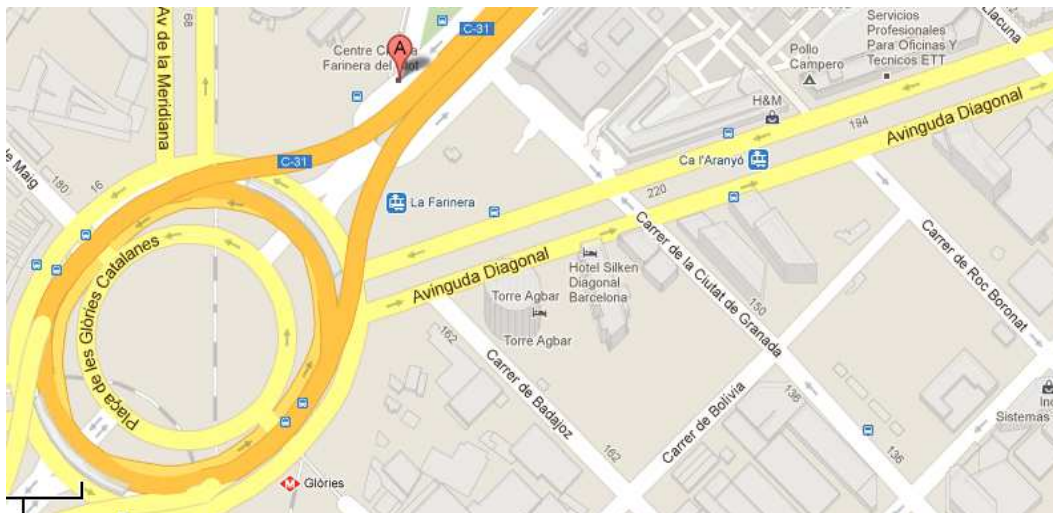 Av de la Meridiana
68
C-31
Centre C
Farinera del
A
Servicios
Profesionales
Para Oficinas Y
Tecnicos ETT
Llacuna
Pollo
Campero
H&M
194
Avinguda Diagonal
Ca l'Aranyó
C-31
de Maig
180
16
La Farinera
220
Plaça de les Glòries Catalanes
Avinguda Diagonal
Hotel Silken
Diagonal
Barcelona
Torre Agbar
Torre Agbar
Carrer de la Ciutat de Granada
150
Carrer de Roc Boronat
162
Carrer de Badajoz
162
Carrer de Bolívia
136
136
Sistemas
M
Glòries